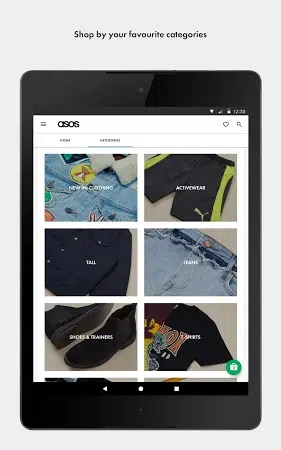 Shop by your favourite categories
12:30
asos
HOME
CATEGORIES
NEW IN: CLOTHING
ACTIVEWEAR
TALL
JEANS
SHOES & TRAINERS
T-SHIRTS